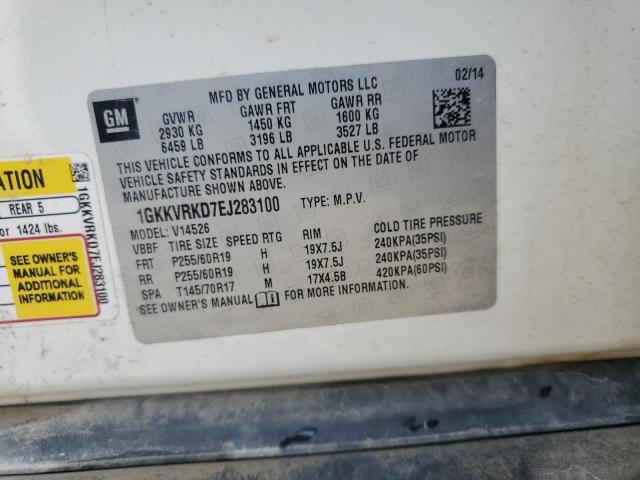 MFD BY GENERAL MOTORS LLC
02/14
GM
GVWR GAWR FRT GAWR RR
2930 KG 1450 KG 1600 KG
6459 LB 3196 LB 3527 LB
THIS VEHICLE CONFORMS TO ALL APPLICABLE U.S. FEDERAL MOTOR
VEHICLE SAFETY STANDARDS IN EFFECT ON THE DATE OF
MANUFACTURE SHOWN ABOVE.
1GKKVRKD7EJ283100 TYPE: M.P.V.
MODEL: V14526
VBBF TIRE SIZE SPEED RTG RIM COLD TIRE PRESSURE
FRT P255/60R19 H 19X7.5J 240KPA(35PSI)
RR P255/60R19 H 19X7.5J 240KPA(35PSI)
SPA T145/70R17 M 17X4.5B 420KPA(60PSI)
SEE OWNER'S MANUAL FOR MORE INFORMATION
ATION
REAR 5
or 1424 lbs.
SEE OWNER'S
MANUAL FOR
ADDITIONAL
INFORMATION
1GKKVRKD7EJ283100